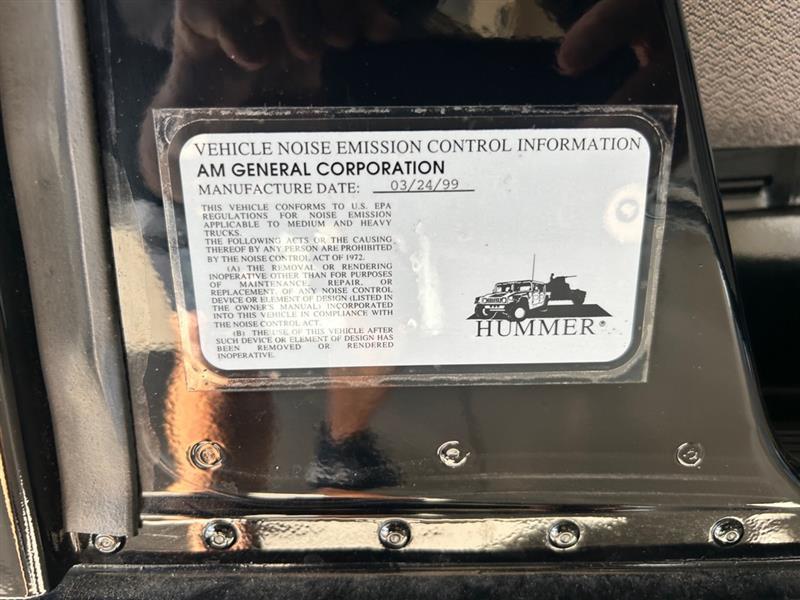 VEHICLE NOISE EMISSION CONTROL INFORMATION
AM GENERAL CORPORATION
MANUFACTURE DATE: 03/24/99
THIS VEHICLE CONFORMS TO U.S. EPA
REGULATIONS FOR NOISE EMISSION
APPLICABLE TO MEDIUM AND HEAVY
TRUCKS.
THE FOLLOWING ACTS OR THE CAUSING
THEREOF BY ANY PERSON ARE PROHIBITED
BY THE NOISE CONTROL ACT OF 1972.
(A) THE REMOVAL OR RENDERING
INOPERATIVE OTHER THAN FOR PURPOSES
OF MAINTENANCE, REPAIR, OR
REPLACEMENT, OF ANY NOISE CONTROL
DEVICE OR ELEMENT OF DESIGN (LISTED IN
THE OWNER'S MANUAL) INCORPORATED
INTO THIS VEHICLE IN COMPLIANCE WITH
THE NOISE CONTROL ACT.
(B) THE USE OF THIS VEHICLE AFTER
SUCH DEVICE OR ELEMENT OF DESIGN HAS
BEEN REMOVED OR RENDERED
INOPERATIVE.
HUMMER®